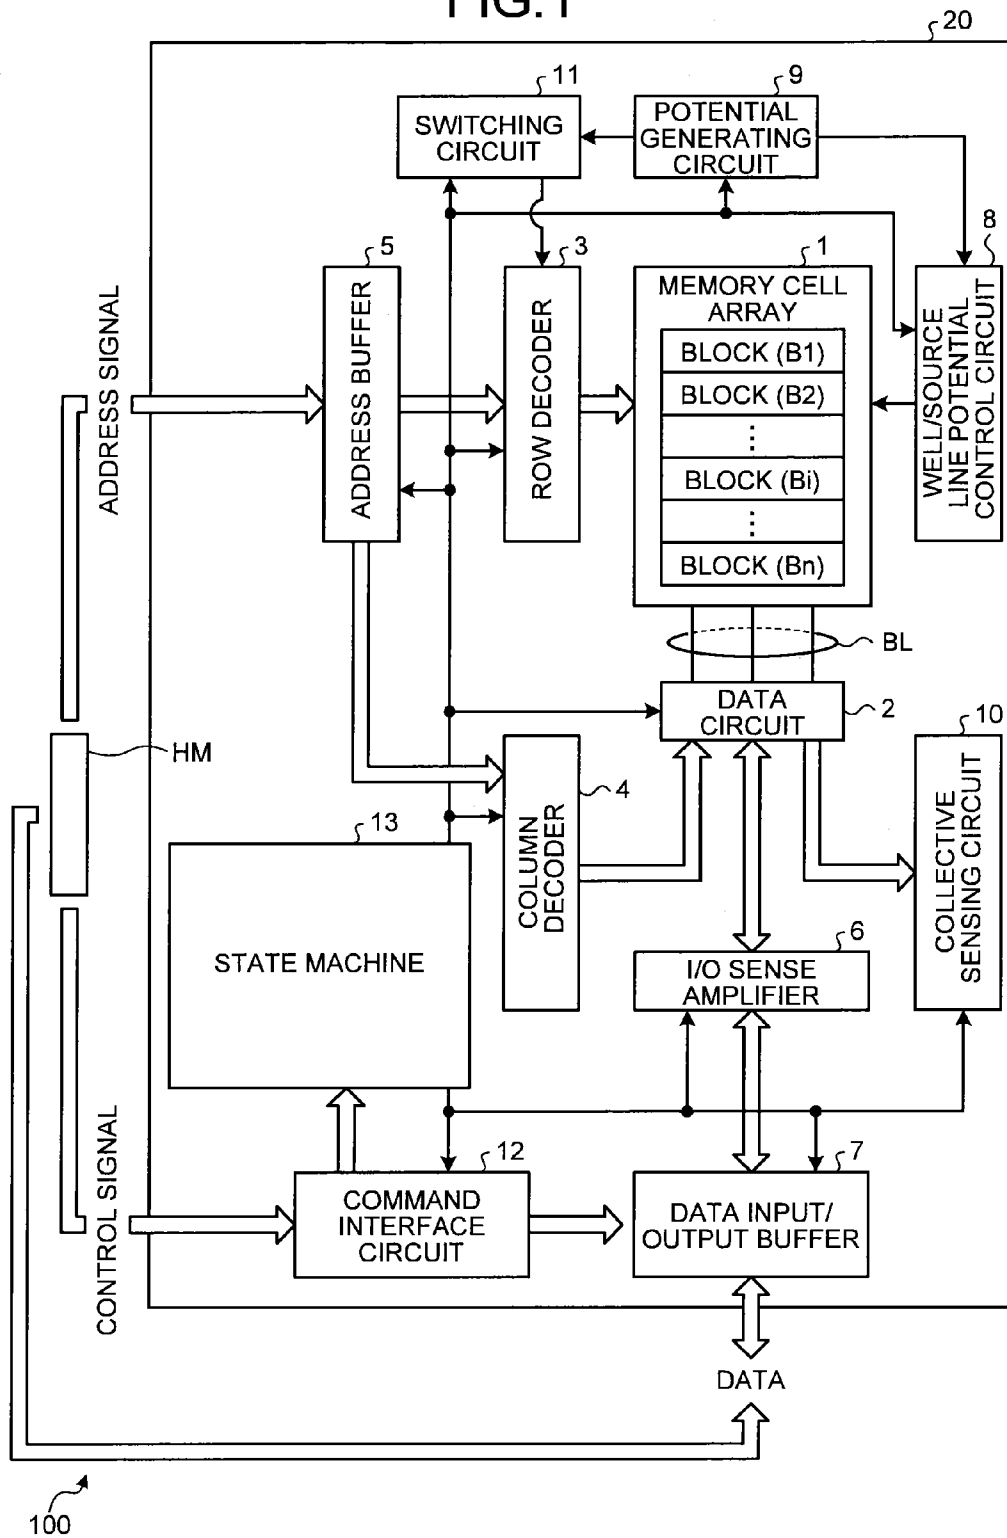 FIG.1
20
11
SWITCHING
CIRCUIT
9
POTENTIAL
GENERATING
CIRCUIT
8
WELL/SOURCE
LINE POTENTIAL
CONTROL CIRCUIT
5
ADDRESS BUFFER
3
ROW DECODER
1
MEMORY CELL
ARRAY
BLOCK (B1)
BLOCK (B2)
⋮
BLOCK (Bi)
⋮
BLOCK (Bn)
ADDRESS SIGNAL
BL
DATA
CIRCUIT
2
10
COLLECTIVE
SENSING CIRCUIT
HM
4
COLUMN
DECODER
13
STATE MACHINE
6
I/O SENSE
AMPLIFIER
CONTROL SIGNAL
12
COMMAND
INTERFACE
CIRCUIT
7
DATA INPUT/
OUTPUT BUFFER
DATA
100